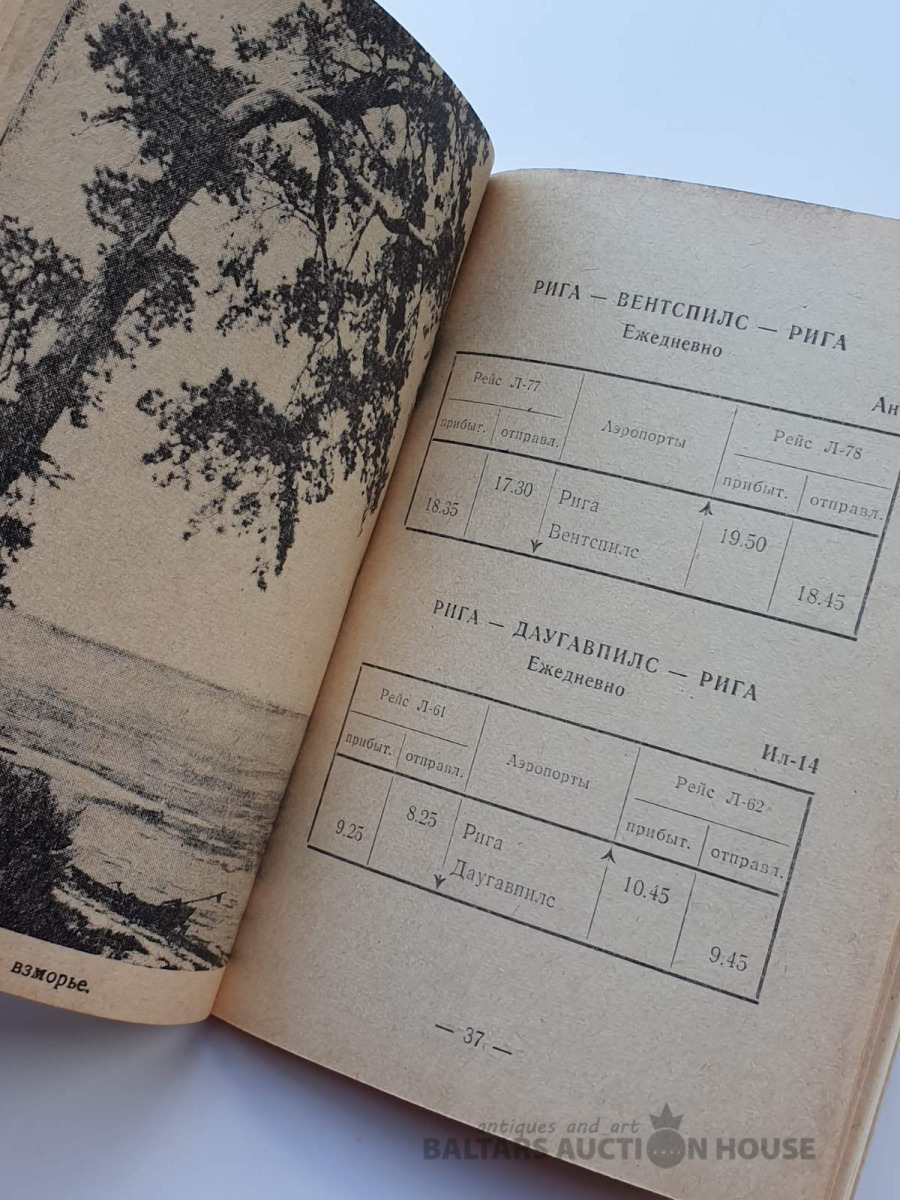 взморье.
РИГА — ВЕНТСПИЛС — РИГА
Ежедневно
Ан
Рейс Л-77
Аэропорты
Рейс Л-78
прибыт.
отправл.
прибыт.
отправл.
18.35
17.30
Рига
Вентспилс
19.50
18.45
РИГА — ДАУГАВПИЛС — РИГА
Ежедневно
Ил-14
Рейс Л-61
Аэропорты
Рейс Л-62
прибыт.
отправл.
прибыт.
отправл.
9.25
8.25
Рига
Даугавпилс
10.45
9.45
— 37 —
antiques and art
BALTARS AUCTION HOUSE